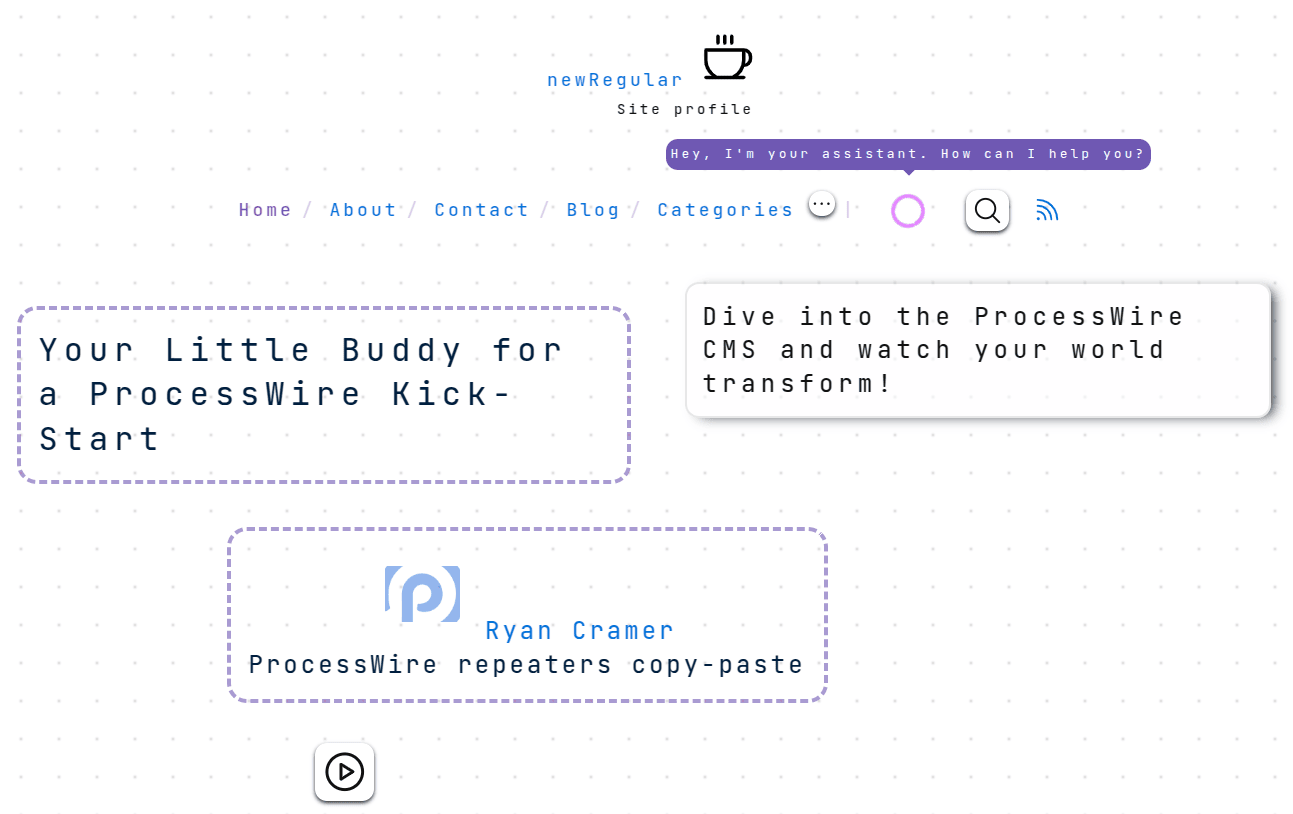 newRegular
Site profile
Hey, I'm your assistant. How can I help you?
Home / About / Contact / Blog / Categories ... |
Your Little Buddy for
a ProcessWire Kick-
Start
Dive into the ProcessWire
CMS and watch your world
transform!
Ryan Cramer
ProcessWire repeaters copy-paste